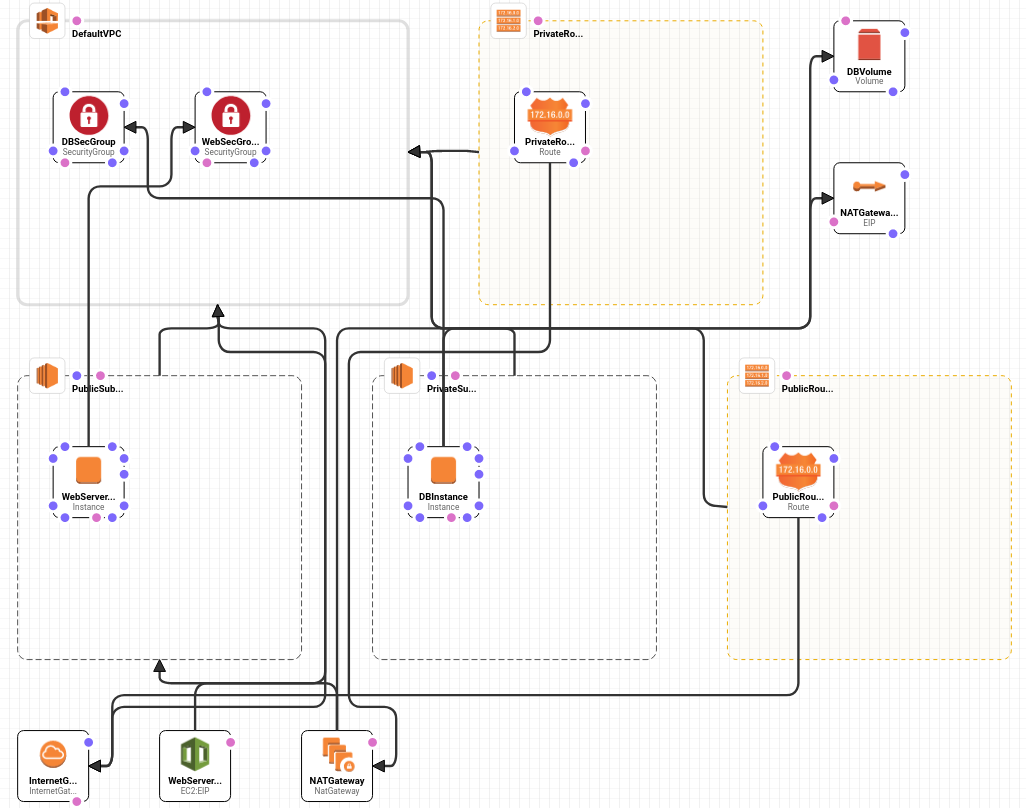 DefaultVPC
PrivateRo...
DBSecGroup
SecurityGroup
WebSecGro...
SecurityGroup
172.16.0.0
PrivateRo...
Route
DBVolume
Volume
NATGatewa...
EIP
PublicSub...
PrivateSu...
PublicRou...
WebServer...
Instance
DBInstance
Instance
172.16.0.0
PublicRou...
Route
InternetG...
InternetGat...
WebServer...
EC2:EIP
NATGateway
NatGateway